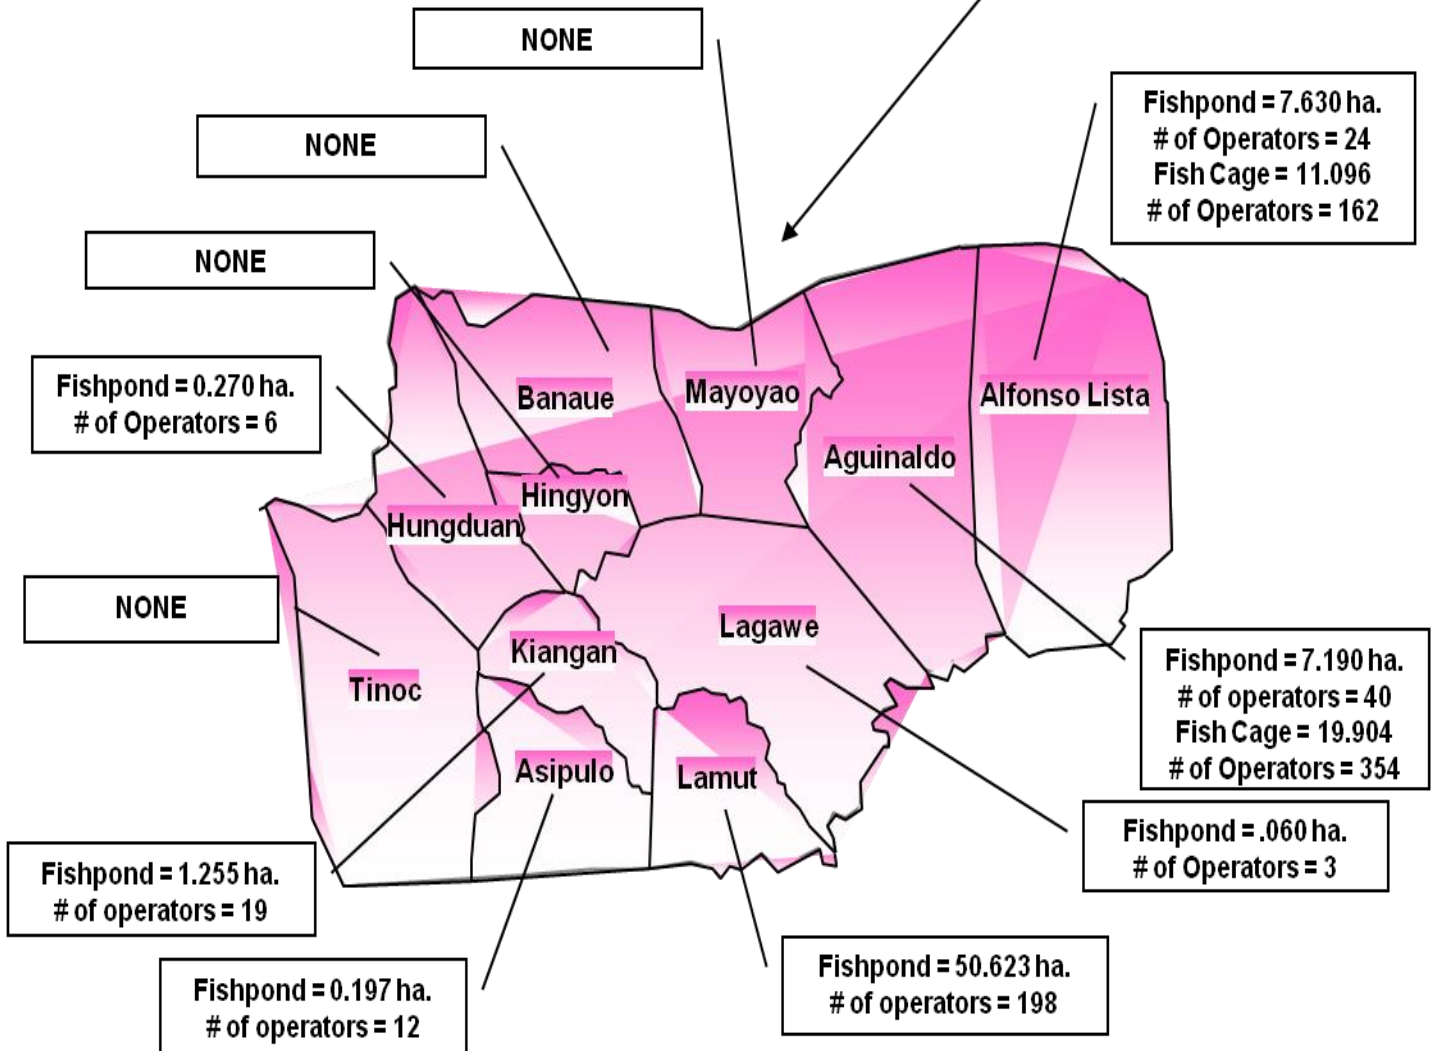 NONE
NONE
NONE
Fishpond = 7.630 ha.
# of Operators = 24
Fish Cage = 11.096
# of Operators = 162
Fishpond = 0.270 ha.
# of Operators = 6
Banaue
Mayoyao
Alfonso Lista
Aguinaldo
Hingyon
Hungduan
NONE
Lagawe
Kiangan
Tinoc
Asipulo
Lamut
Fishpond = 7.190 ha.
# of operators = 40
Fish Cage = 19.904
# of Operators = 354
Fishpond = .060 ha.
# of Operators = 3
Fishpond = 1.255 ha.
# of operators = 19
Fishpond = 0.197 ha.
# of operators = 12
Fishpond = 50.623 ha.
# of operators = 198